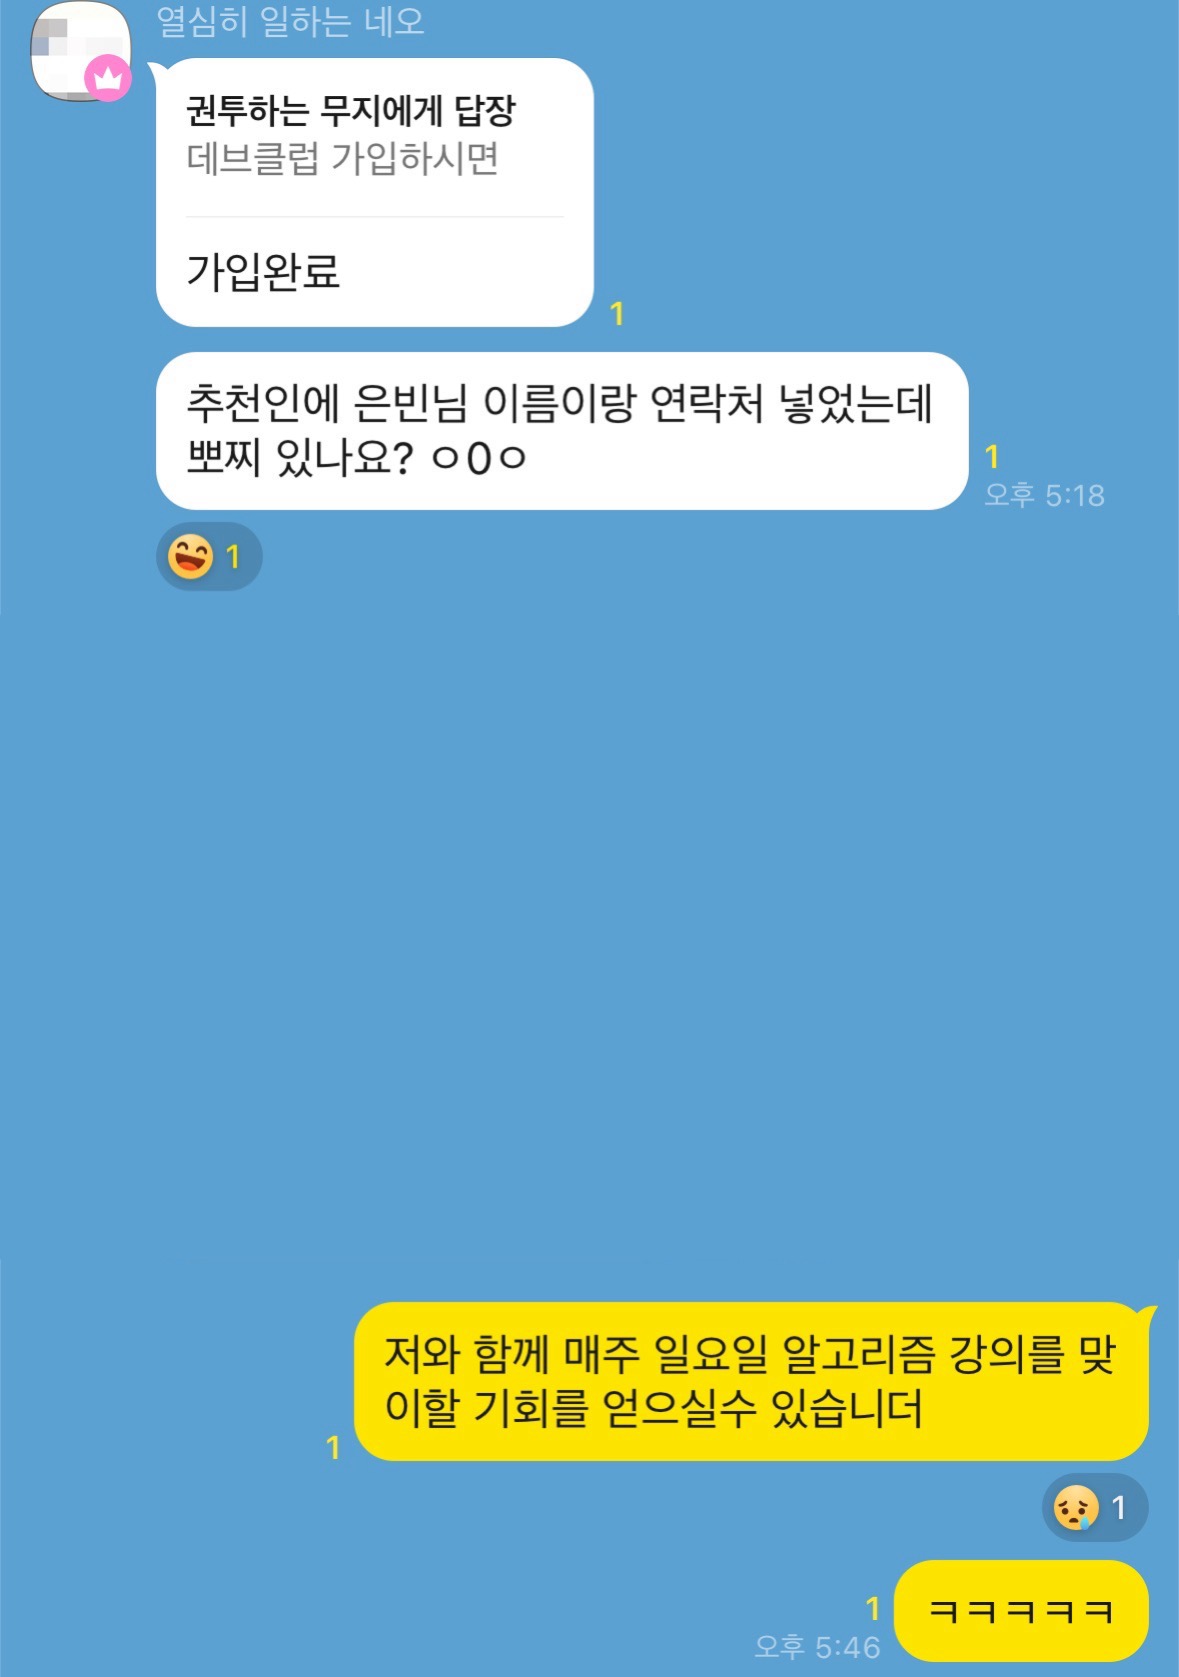 열심히 일하는 네오
권투하는 무지에게 답장
데브클럽 가입하시면
가입완료
1
추천인에 은빈님 이름이랑 연락처 넣었는데
뽀찌 있나요? ㅇ0ㅇ
1
오후 5:18
1
저와 함께 매주 일요일 알고리즘 강의를 맞
이할 기회를 얻으실수 있습니더
1
1
ㅋㅋㅋㅋㅋ
1
오후 5:46